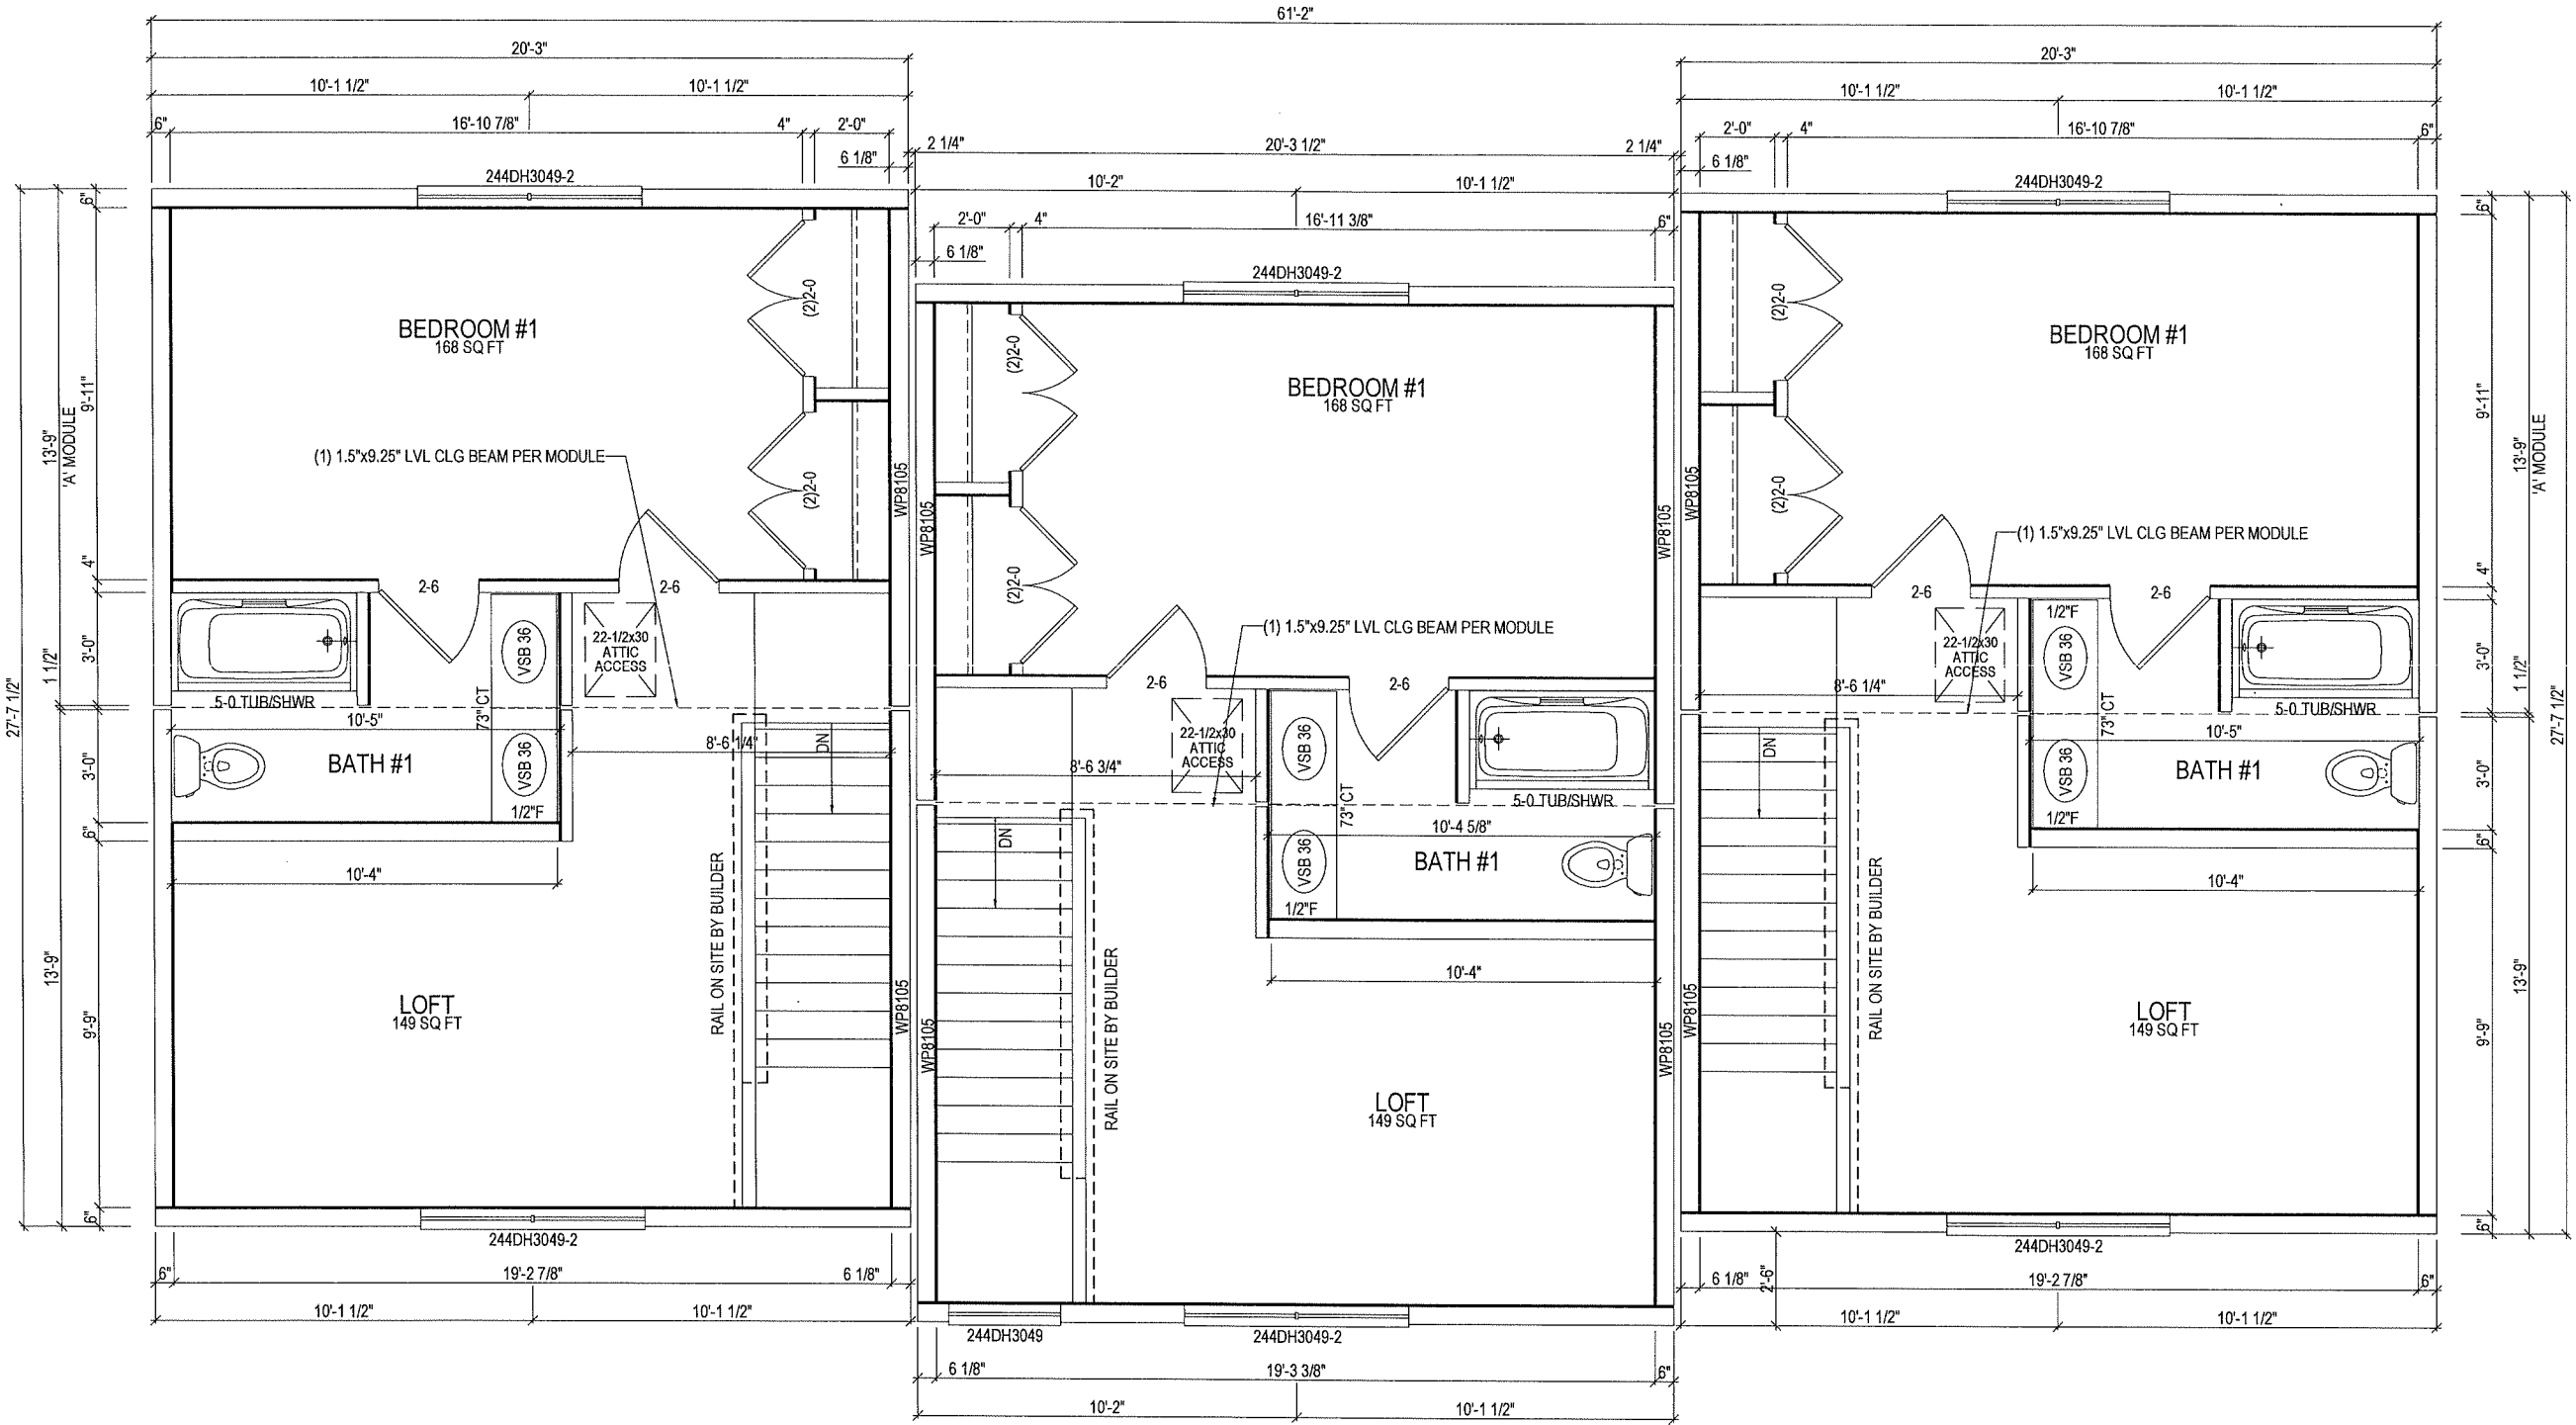 61'-2"
20'-3"
20'-3"
10'-1 1/2"
10'-1 1/2"
10'-1 1/2"
10'-1 1/2"
6"
16'-10 7/8"
4"
2'-0"
6 1/8"
2 1/4"
20'-3 1/2"
2 1/4"
2'-0"
4"
16'-10 7/8"
6"
6 1/8"
244DH3049-2
10'-2"
10'-1 1/2"
244DH3049-2
2'-0"
4"
16'-11 3/8"
6"
6 1/8"
244DH3049-2
27'-7 1/2"
13'-9"
'A' MODULE
1 1/2"
13'-9"
6"
9'-11"
4"
3'-0"
3'-0"
6"
9'-9"
6"
BEDROOM #1
168 SQ FT
(2)2-0
(2)2-0
(1) 1.5"x9.25" LVL CLG BEAM PER MODULE
WP8105
2-6
2-6
22-1/2x30
ATTIC
ACCESS
VSB 36
73" CT
VSB 36
1/2"F
5-0 TUB/SHWR
10'-5"
BATH #1
8'-6 1/4"
DN
10'-4"
RAIL ON SITE BY BUILDER
LOFT
149 SQ FT
WP8105
244DH3049-2
6"
19'-2 7/8"
6 1/8"
10'-1 1/2"
10'-1 1/2"
BEDROOM #1
168 SQ FT
(2)2-0
(2)2-0
WP8105
WP8105
(1) 1.5"x9.25" LVL CLG BEAM PER MODULE
2-6
2-6
22-1/2x30
ATTIC
ACCESS
8'-6 3/4"
VSB 36
73" CT
VSB 36
1/2"F
5-0 TUB/SHWR
10'-4 5/8"
BATH #1
DN
10'-4"
RAIL ON SITE BY BUILDER
LOFT
149 SQ FT
WP8105
WP8105
244DH3049
244DH3049-2
6 1/8"
19'-3 3/8"
6"
10'-2"
10'-1 1/2"
BEDROOM #1
168 SQ FT
(2)2-0
(2)2-0
WP8105
(1) 1.5"x9.25" LVL CLG BEAM PER MODULE
2-6
2-6
1/2"F
22-1/2x30
ATTIC
ACCESS
8'-6 1/4"
VSB 36
73" CT
VSB 36
1/2"F
5-0 TUB/SHWR
10'-5"
BATH #1
DN
10'-4"
RAIL ON SITE BY BUILDER
LOFT
149 SQ FT
WP8105
244DH3049-2
6 1/8"
2'-6"
19'-2 7/8"
6"
10'-1 1/2"
10'-1 1/2"
6"
9'-11"
4"
3'-0"
3'-0"
6"
9'-9"
6"
13'-9"
'A' MODULE
1 1/2"
13'-9"
27'-7 1/2"